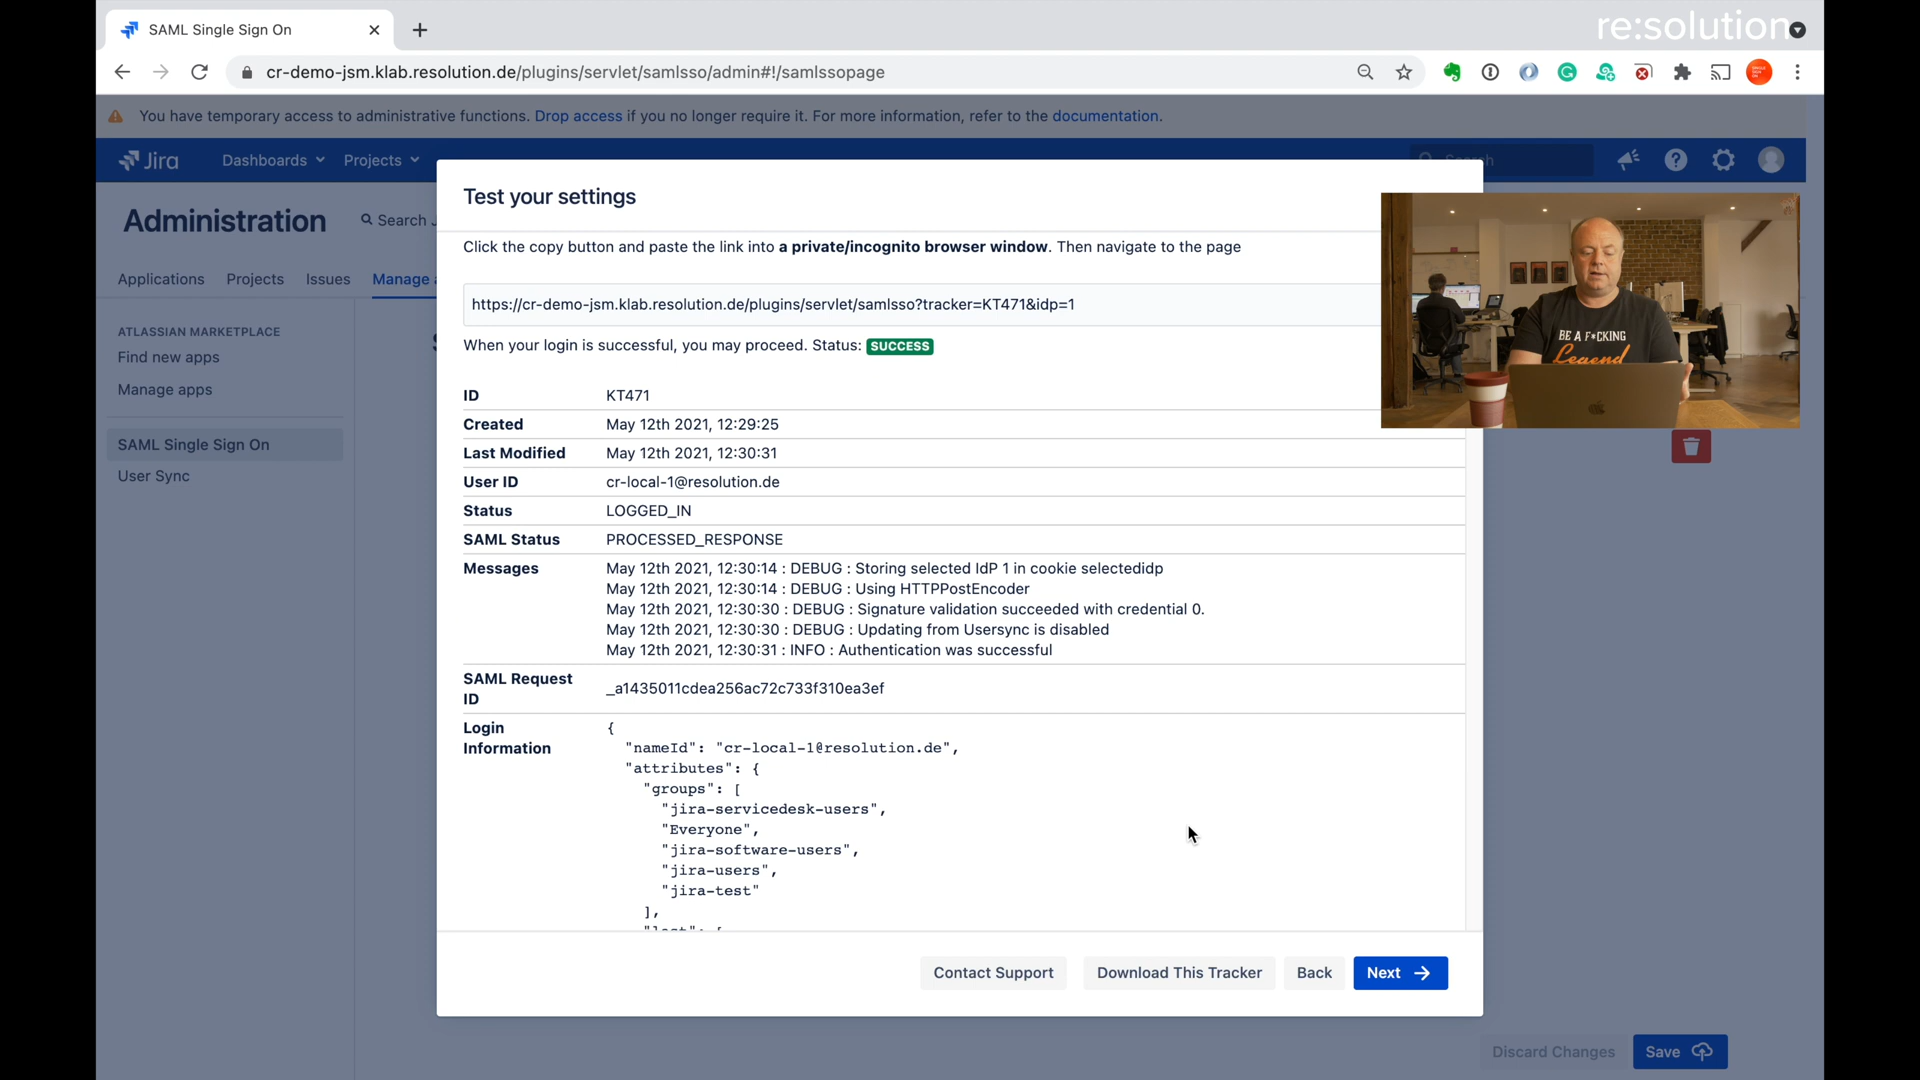 SAML Single Sign On
re:solution
cr-demo-jsm.klab.resolution.de/plugins/servlet/samlsso/admin#!/samlssopage
You have temporary access to administrative functions. Drop access if you no longer require it. For more information, refer to the documentation.
Jira
Dashboards
Projects
Search
Administration
Search J
Applications
Projects
Issues
Manage a
ATLASSIAN MARKETPLACE
Find new apps
Manage apps
SAML Single Sign On
User Sync
Test your settings
Click the copy button and paste the link into a private/incognito browser window. Then navigate to the page
https://cr-demo-jsm.klab.resolution.de/plugins/servlet/samlsso?tracker=KT471&idp=1
When your login is successful, you may proceed. Status: SUCCESS
ID KT471
Created May 12th 2021, 12:29:25
Last Modified May 12th 2021, 12:30:31
User ID cr-local-1@resolution.de
Status LOGGED_IN
SAML Status PROCESSED_RESPONSE
Messages May 12th 2021, 12:30:14 : DEBUG : Storing selected IdP 1 in cookie selectedidp
May 12th 2021, 12:30:14 : DEBUG : Using HTTPPostEncoder
May 12th 2021, 12:30:30 : DEBUG : Signature validation succeeded with credential 0.
May 12th 2021, 12:30:30 : DEBUG : Updating from Usersync is disabled
May 12th 2021, 12:30:31 : INFO : Authentication was successful
SAML Request
ID
_a1435011cdea256ac72c733f310ea3ef
Login
Information
{
"nameId": "cr-local-1@resolution.de",
"attributes": {
"groups": [
"jira-servicedesk-users",
"Everyone",
"jira-software-users",
"jira-users",
"jira-test"
],
BE A F*CKING
Legend
Contact Support
Download This Tracker
Back
Next
Discard Changes
Save